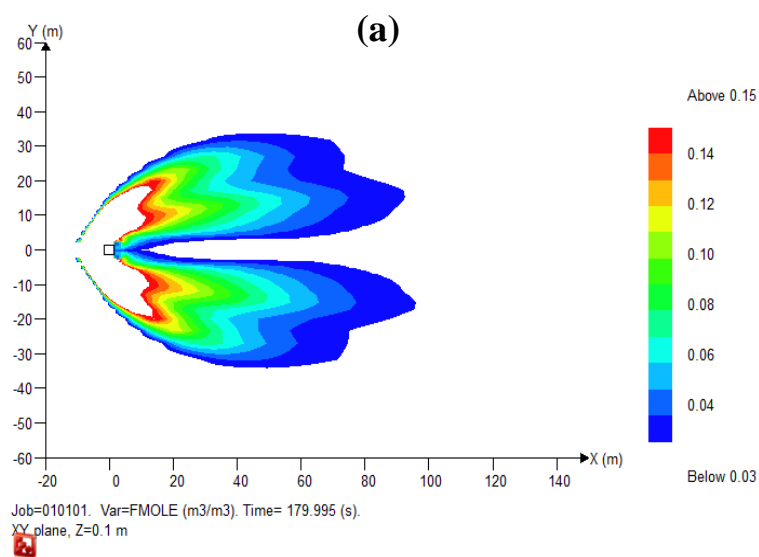 (a)
Y (m)
60
50
40
30
20
10
0
-10
-20
-30
-40
-50
-60
-20 0 20 40 60 80 100 120 140 X (m)
Above 0.15
0.14
0.12
0.10
0.08
0.06
0.04
Below 0.03
Job=010101. Var=FMOLE (m3/m3). Time= 179.995 (s).
XY plane, Z=0.1 m